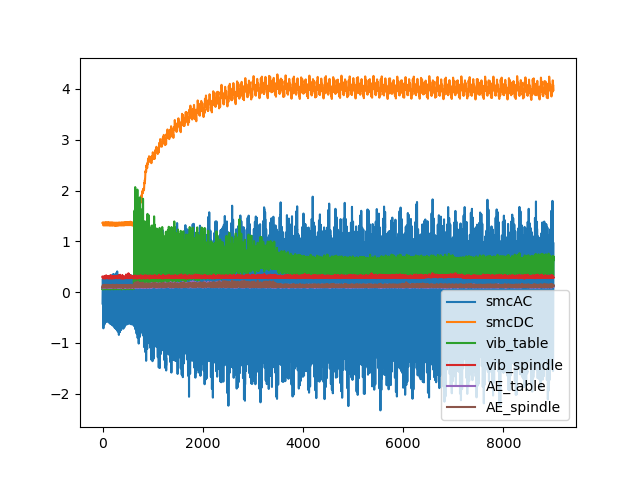 4
3
2
1
0
−1
−2
0
2000
4000
6000
8000
smcAC
smcDC
vib_table
vib_spindle
AE_table
AE_spindle